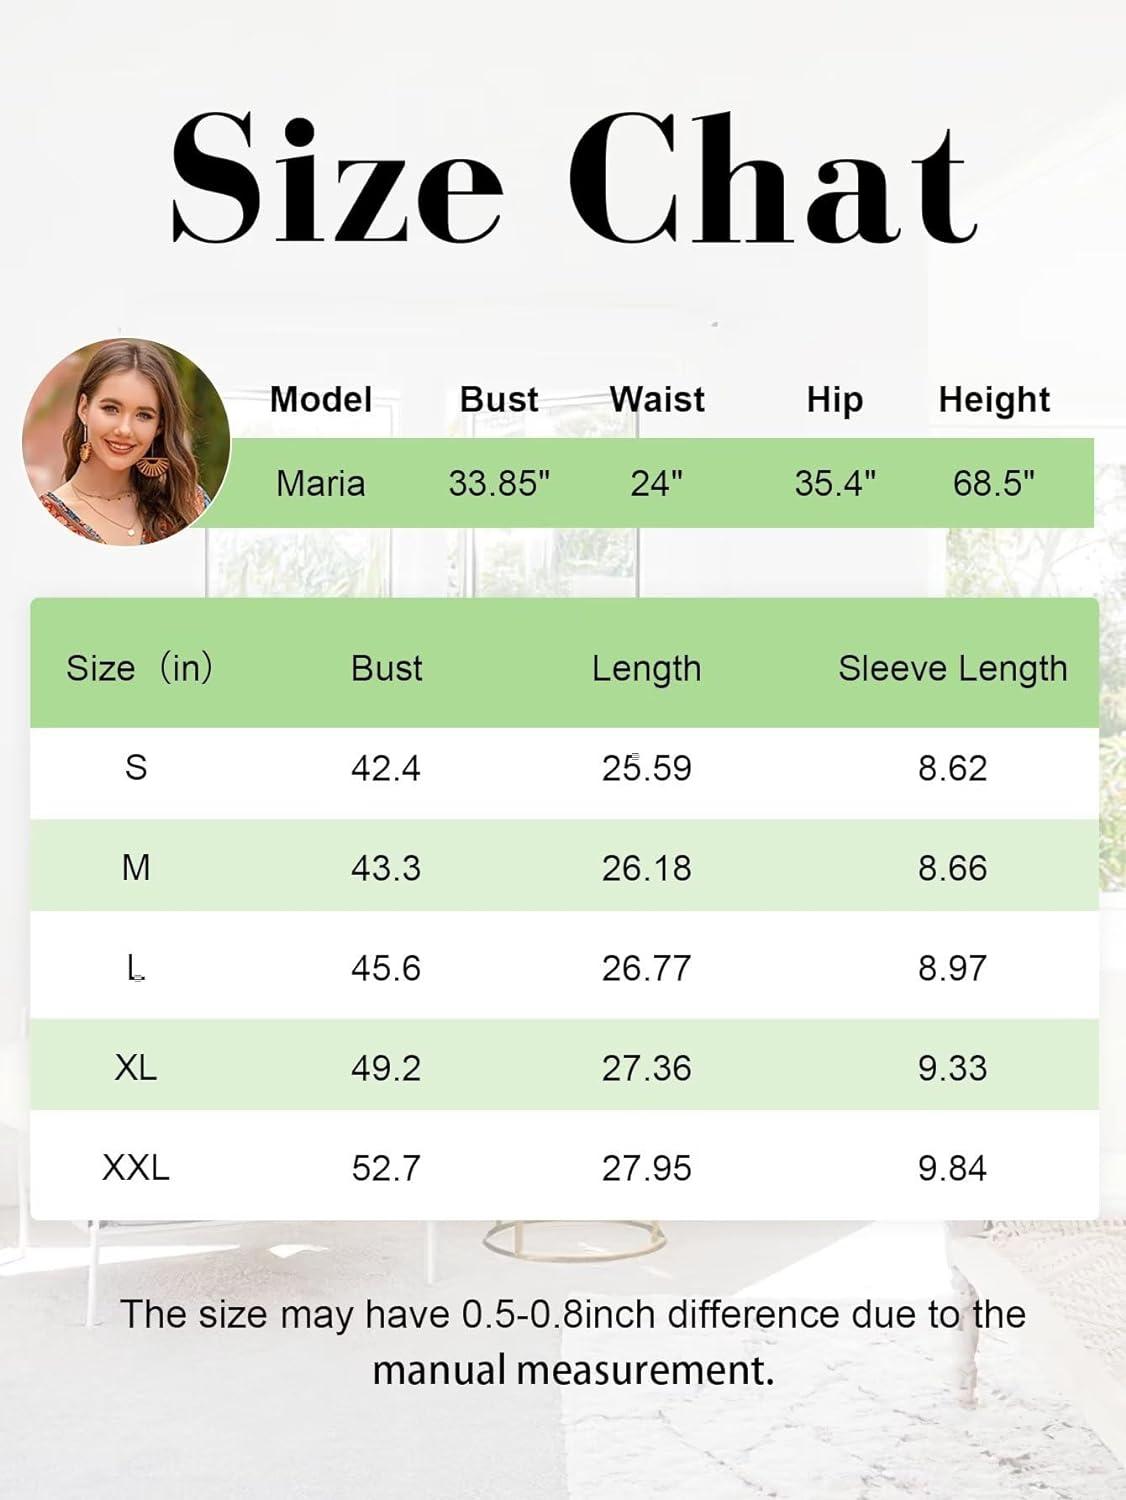 Size Chat
Model Bust Waist Hip Height
Maria 33.85" 24" 35.4" 68.5"
Size（in） Bust Length Sleeve Length
S 42.4 25.59 8.62
M 43.3 26.18 8.66
L 45.6 26.77 8.97
XL 49.2 27.36 9.33
XXL 52.7 27.95 9.84
The size may have 0.5-0.8inch difference due to the
manual measurement.